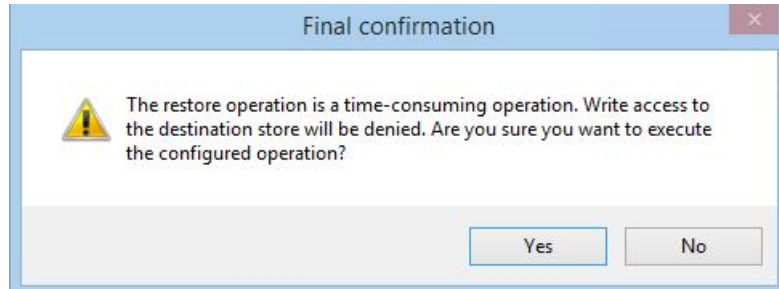 Final confirmation
The restore operation is a time-consuming operation. Write access to
the destination store will be denied. Are you sure you want to execute
the configured operation?
Yes
No